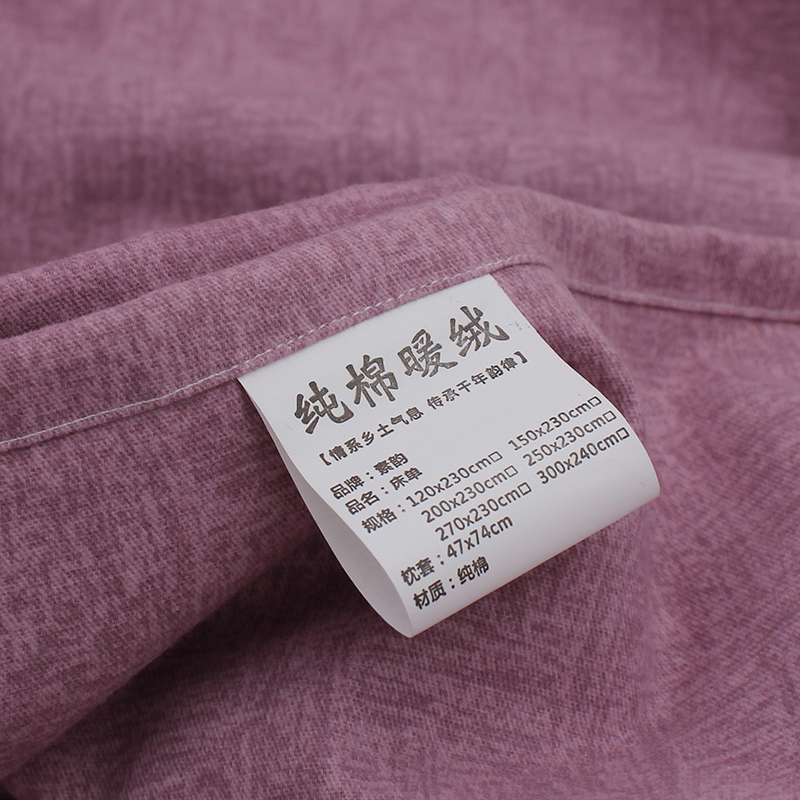 纯棉暖绒
【情系乡土气息 传承千年韵律】
品牌：素韵
品名：床单
规格：120x230cm□ 150x230cm□
200x230cm□ 250x230cm□
270x230cm□ 300x240cm□
枕套：47x74cm
材质：纯棉